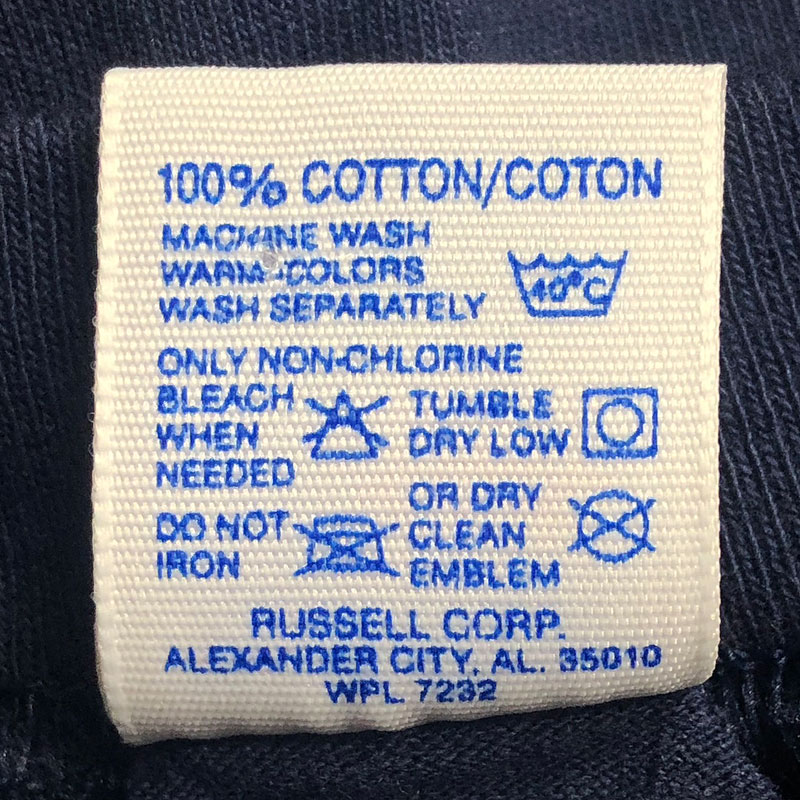 100% COTTON/COTON
MACHINE WASH
WARM-COLORS
WASH SEPARATELY
40°C
ONLY NON-CHLORINE
BLEACH
WHEN
NEEDED
TUMBLE
DRY LOW
DO NOT
IRON
OR DRY
CLEAN
EMBLEM
RUSSELL CORP.
ALEXANDER CITY, AL. 35010
WPL 7232